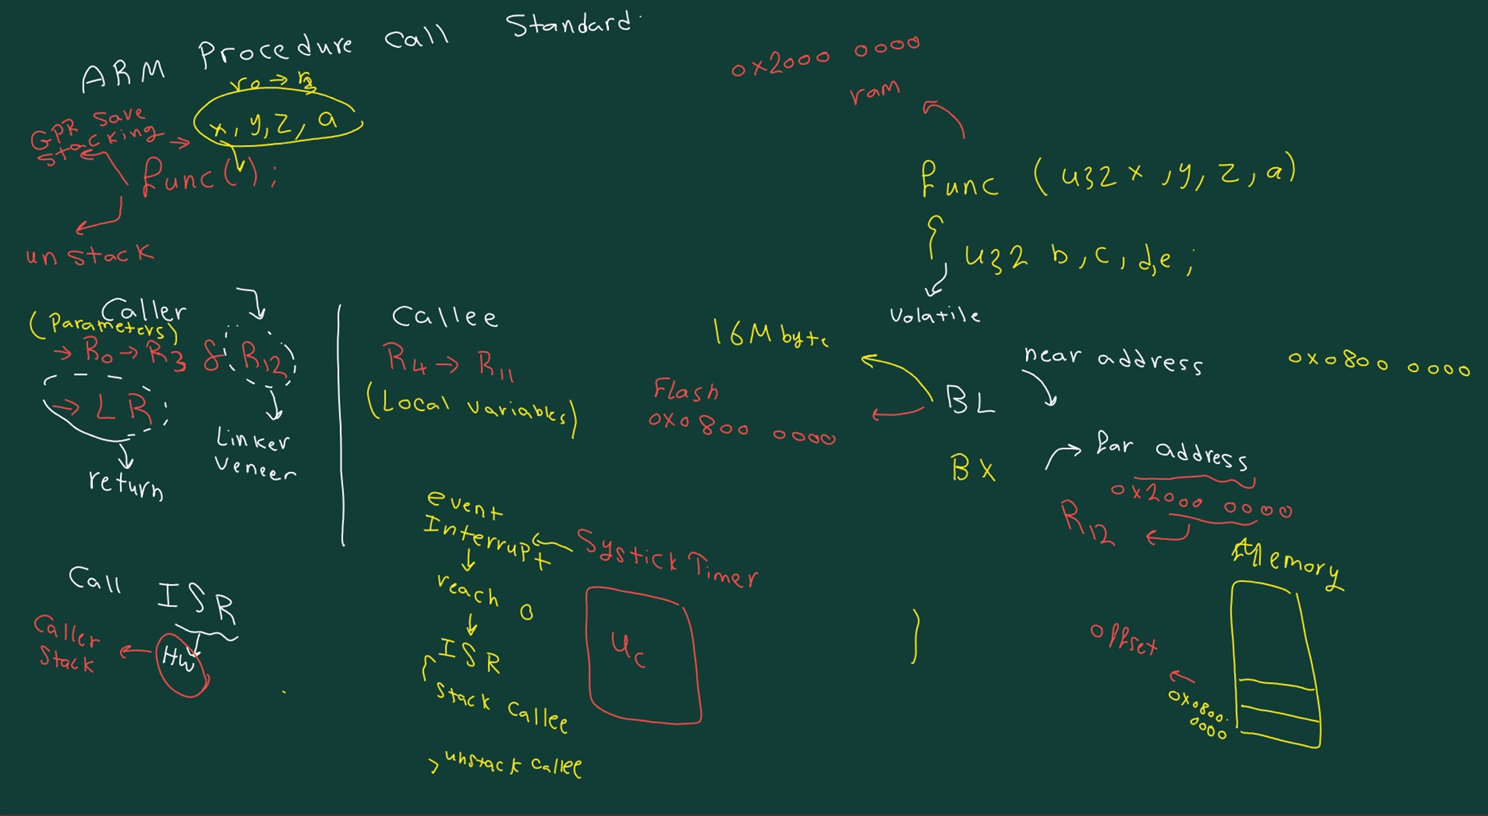 ARM Procedure Call Standard
r0 → r3
x, y, z, a
GPR save
stacking →
func( );
unstack
0x2000 0000
ram
func (u32 x, y, z, a)
{ u32 b, c, d, e;
Volatile
Caller
(Parameters)
→ R0 → R3 & R12
→ LR
return
Linker
Veneer
Callee
R4 → R11
(Local variables)
16Mbyte
Flash
0x0800 0000
BL
near address
0x0800 0000
BX
far address
0x2000 0000
R12
Call ISR
HW
Caller
Stack
event
Interrupt
reach 0
ISR
{
Stack Callee
> unstack callee
Systick Timer
uc
}
Memory
offset
0x0800.
0000